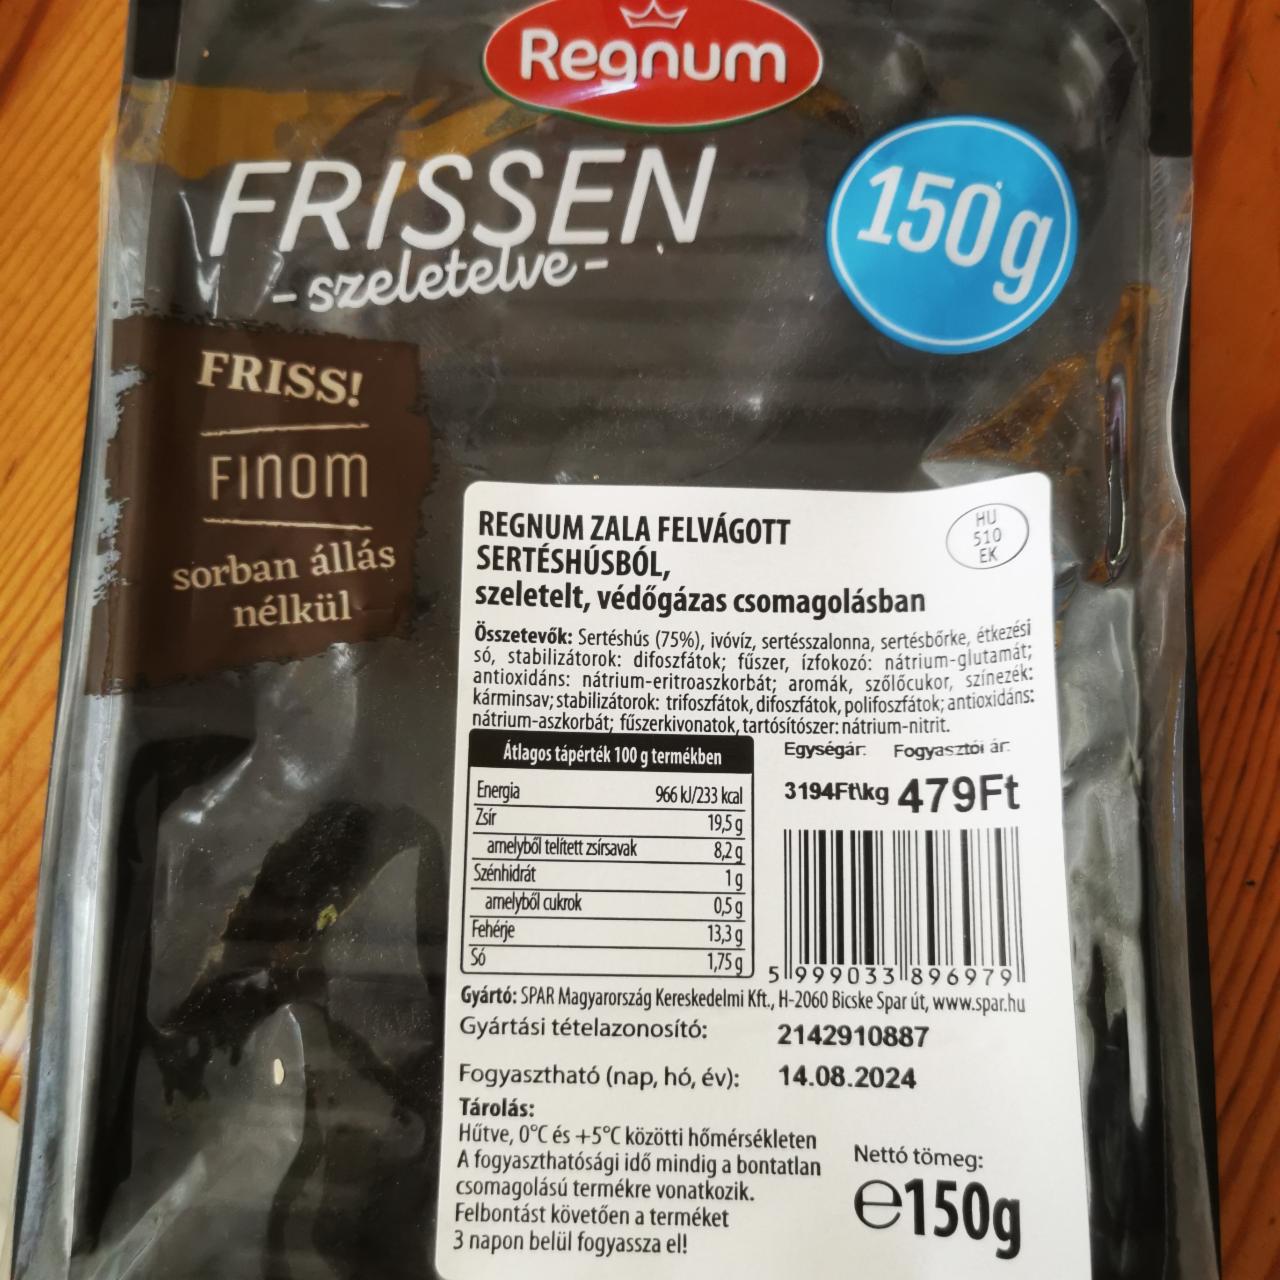 Regnum
FRISSEN
- szeletelve -
150g
FRISS!
FINOM
sorban állás
nélkül
REGNUM ZALA FELVÁGOTT
SERTÉSHÚSBÓL,
szeletelt, védőgázas csomagolásban
HU
510
EK
Összetevők: Sertéshús (75%), ivóvíz, sertésszalonna, sertésbőrke, étkezési
só, stabilizátorok: difoszfátok; fűszer, ízfokozó: nátrium-glutamát;
antioxidáns: nátrium-eritroaszkorbát; aromák, szőlőcukor, színezék:
kárminsav; stabilizátorok: trifoszfátok, difoszfátok, polifoszfátok; antioxidáns:
nátrium-aszkorbát; fűszerkivonatok, tartósítószer: nátrium-nitrit.
Átlagos tápérték 100 g termékben
Energia 966 kJ/233 kcal
Zsír 19,5 g
amelyből telített zsírsavak 8,2 g
Szénhidrát 1 g
amelyből cukrok 0,5 g
Fehérje 13,3 g
Só 1,75 g
Egységár: Fogyasztói ár:
3194Ft\kg 479Ft
5 999033 896979
Gyártó: SPAR Magyarország Kereskedelmi Kft., H-2060 Bicske Spar út, www.spar.hu
Gyártási tételazonosító: 2142910887
Fogyasztható (nap, hó, év): 14.08.2024
Tárolás:
Hűtve, 0°C és +5°C közötti hőmérsékleten
A fogyaszthatósági idő mindig a bontatlan
csomagolású termékre vonatkozik.
Felbontást követően a terméket
3 napon belül fogyassza el!
Nettó tömeg:
℮150g